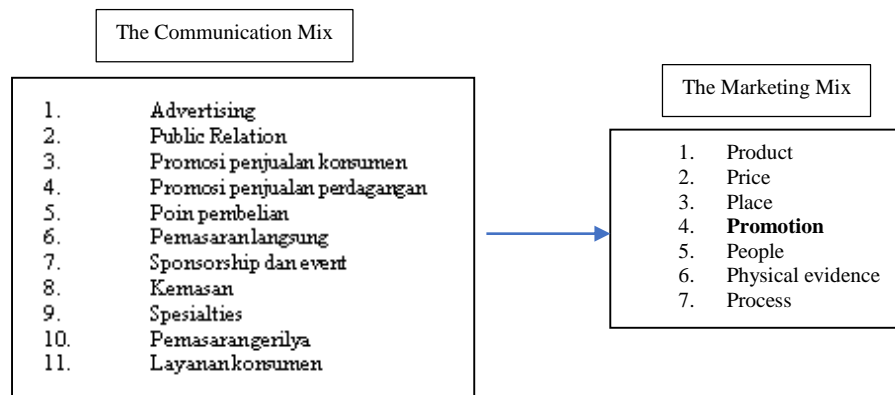 The Communication Mix
1. Advertising
2. Public Relation
3. Promosi penjualan konsumen
4. Promosi penjualan perdagangan
5. Poin pembelian
6. Pemasaran langsung
7. Sponsorship dan event
8. Kemasan
9. Spesialties
10. Pemasaran gerilya
11. Layanan konsumen
The Marketing Mix
1. Product
2. Price
3. Place
4. Promotion
5. People
6. Physical evidence
7. Process